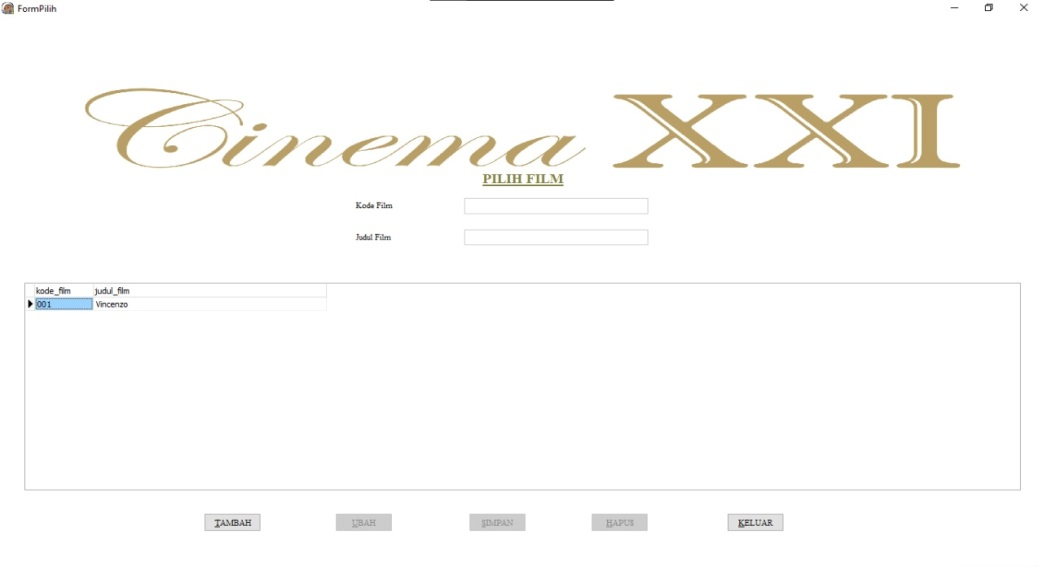 FormPilih
Cinema XXI
PILIH FILM
Kode Film
Judul Film
kode_film judul_film
001 Vincenzo
TAMBAH UBAH SIMPAN HAPUS KELUAR